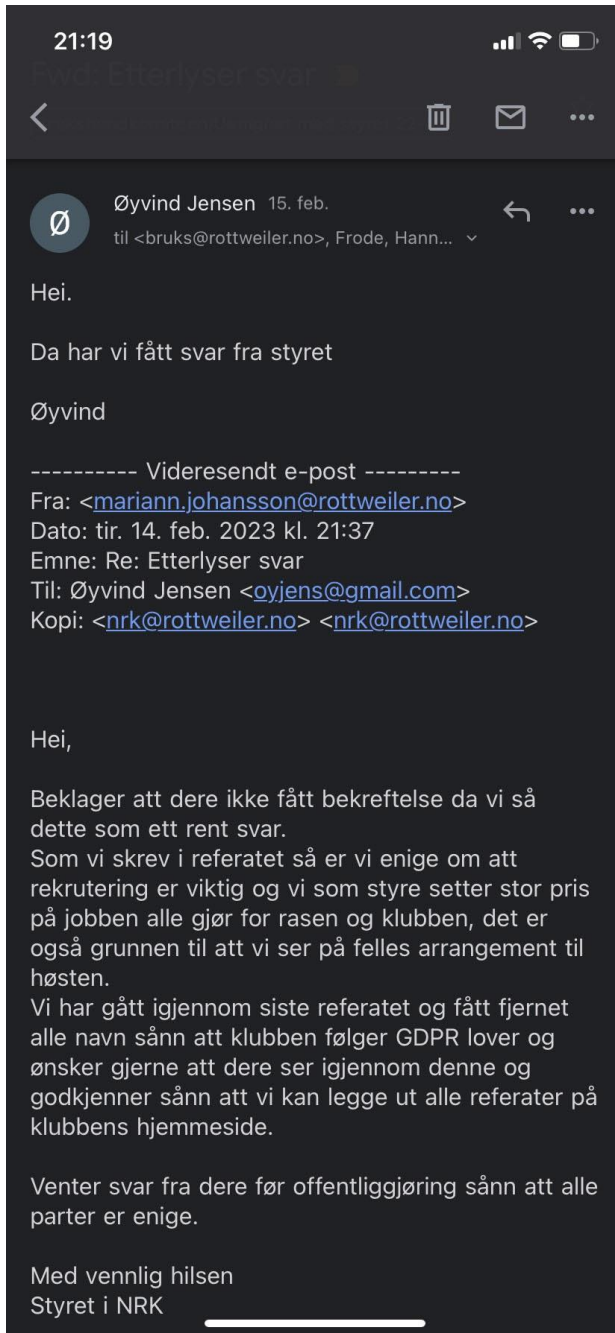 21:19
Fwd: Etterlyser svar
Ø
Øyvind Jensen 15. feb.
til <bruks@rottweiler.no>, Frode, Hann...
Hei.
Da har vi fått svar fra styret
Øyvind
---------- Videresendt e-post ---------
Fra: <mariann.johansson@rottweiler.no>
Dato: tir. 14. feb. 2023 kl. 21:37
Emne: Re: Etterlyser svar
Til: Øyvind Jensen <oyjens@gmail.com>
Kopi: <nrk@rottweiler.no> <nrk@rottweiler.no>
Hei,
Beklager att dere ikke fått bekreftelse da vi så
dette som ett rent svar.
Som vi skrev i referatet så er vi enige om att
rekrutering er viktig og vi som styre setter stor pris
på jobben alle gjør for rasen og klubben, det er
også grunnen til att vi ser på felles arrangement til
høsten.
Vi har gått igjennom siste referatet og fått fjernet
alle navn sånn att klubben følger GDPR lover og
ønsker gjerne att dere ser igjennom denne og
godkjenner sånn att vi kan legge ut alle referater på
klubbens hjemmeside.
Venter svar fra dere før offentliggjøring sånn att alle
parter er enige.
Med vennlig hilsen
Styret i NRK